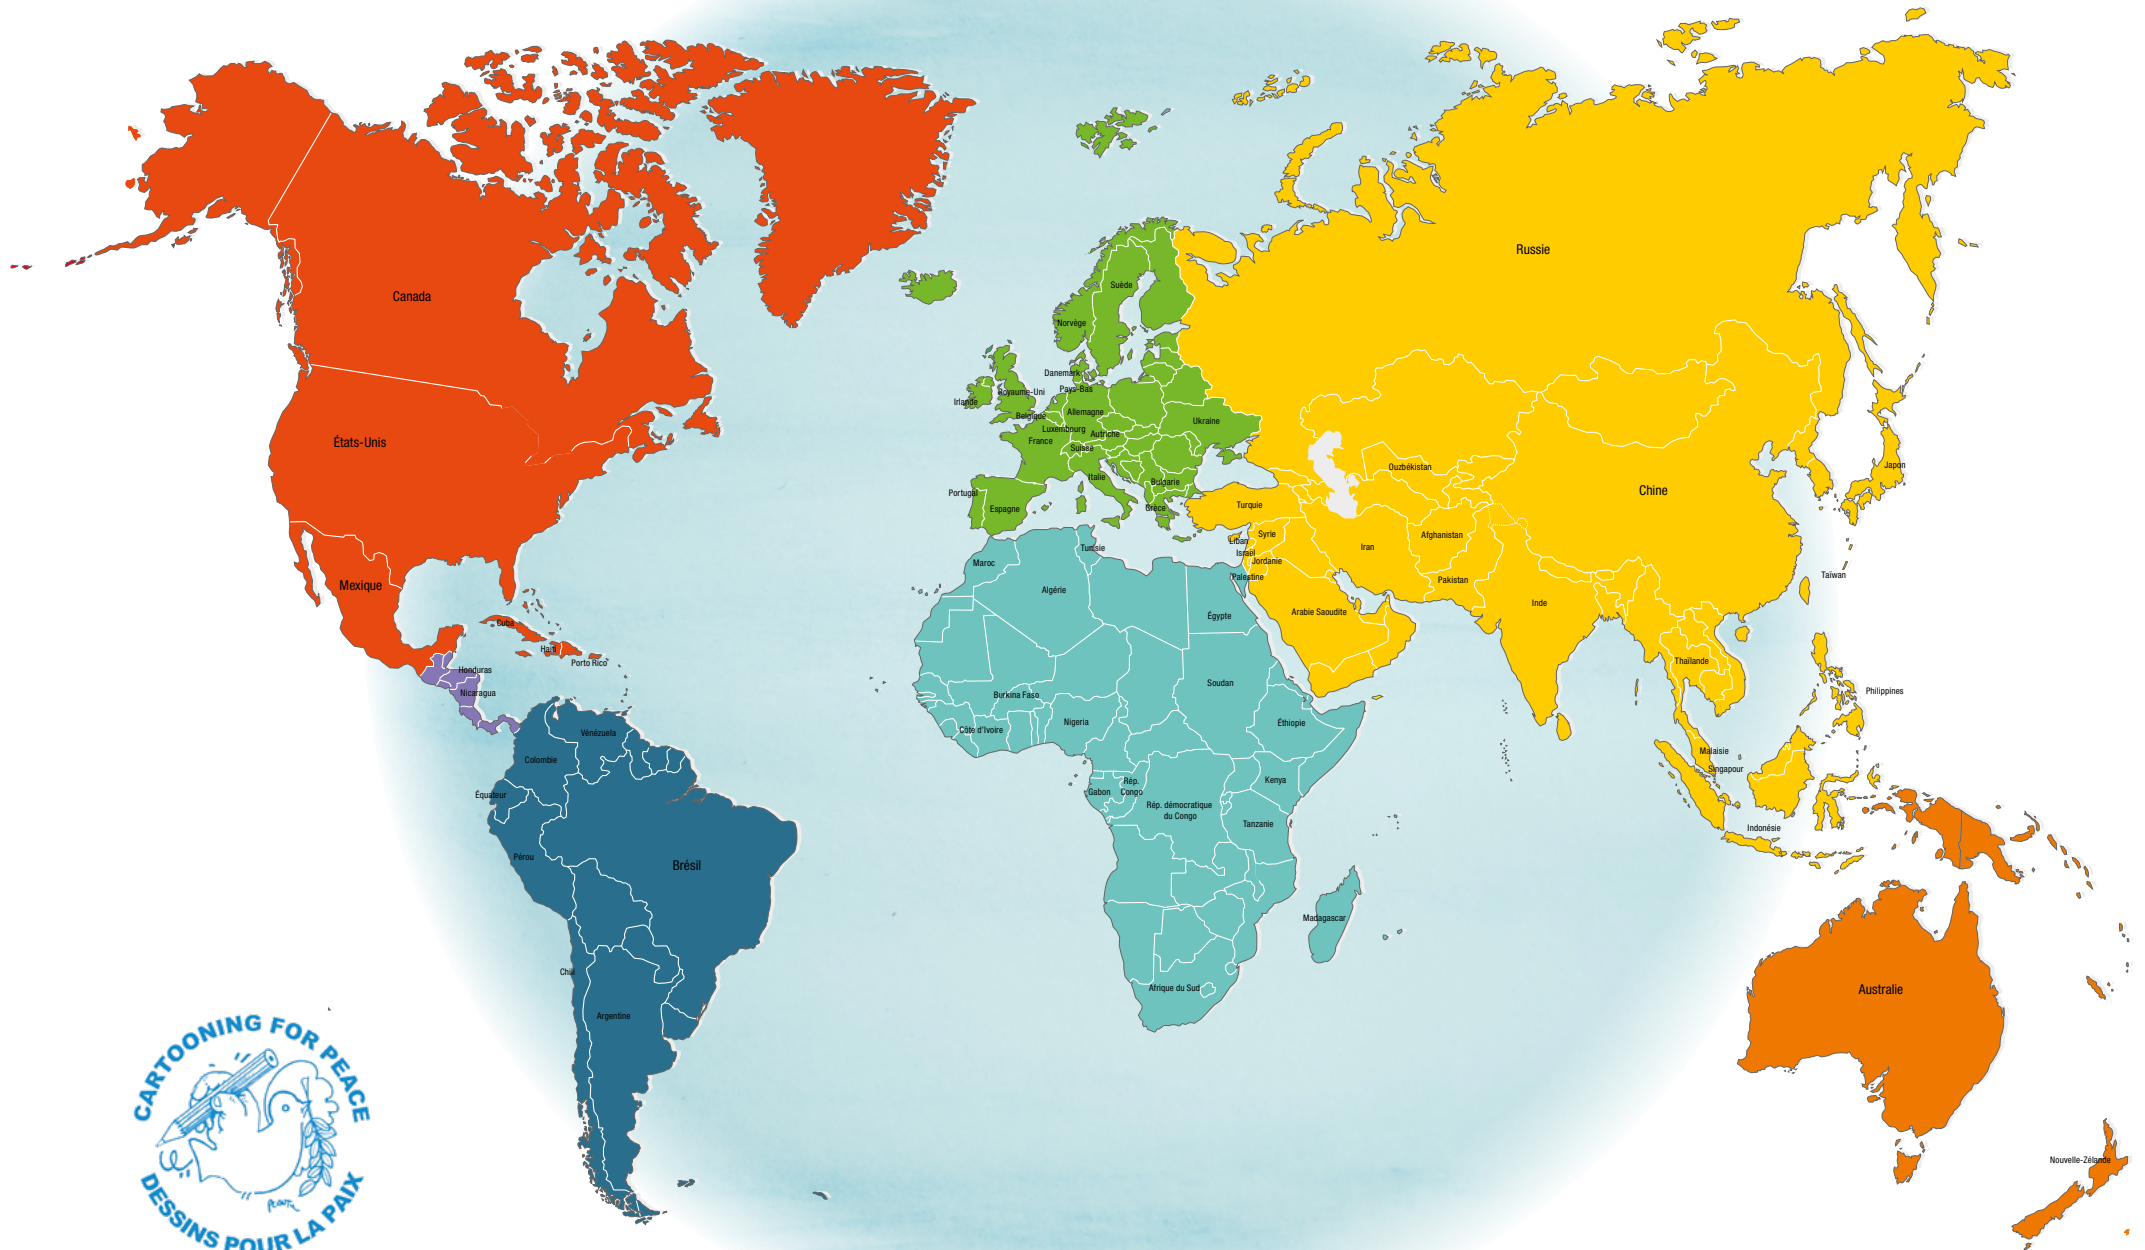 Russie
Suède
Canada
Norvège
Danemark
Pays-Bas
Royaume-Uni
Irlande
Allemagne
Belgique
Ukraine
Luxembourg
Autriche
France
États-Unis
Suisse
Ouzbékistan
Japon
Italie
Bulgarie
Chine
Portugal
Turquie
Espagne
Grèce
Syrie
Afghanistan
Liban
Iran
Tunisie
Israël
Maroc
Jordanie
Taïwan
Palestine
Pakistan
Mexique
Algérie
Inde
Arabie Saoudite
Égypte
Cuba
Haïti
Porto Rico
Thaïlande
Honduras
Soudan
Nicaragua
Burkina Faso
Philippines
Nigeria
Éthiopie
Côte d'Ivoire
Vénézuela
Malaisie
Colombie
Singapour
Kenya
Rép.
Congo
Gabon
Équateur
Rép. démocratique
du Congo
Tanzanie
Indonésie
Pérou
Brésil
Madagascar
Chili
Afrique du Sud
Australie
Argentine
Nouvelle-Zélande
CARTOONING FOR PEACE
DESSINS POUR LA PAIX